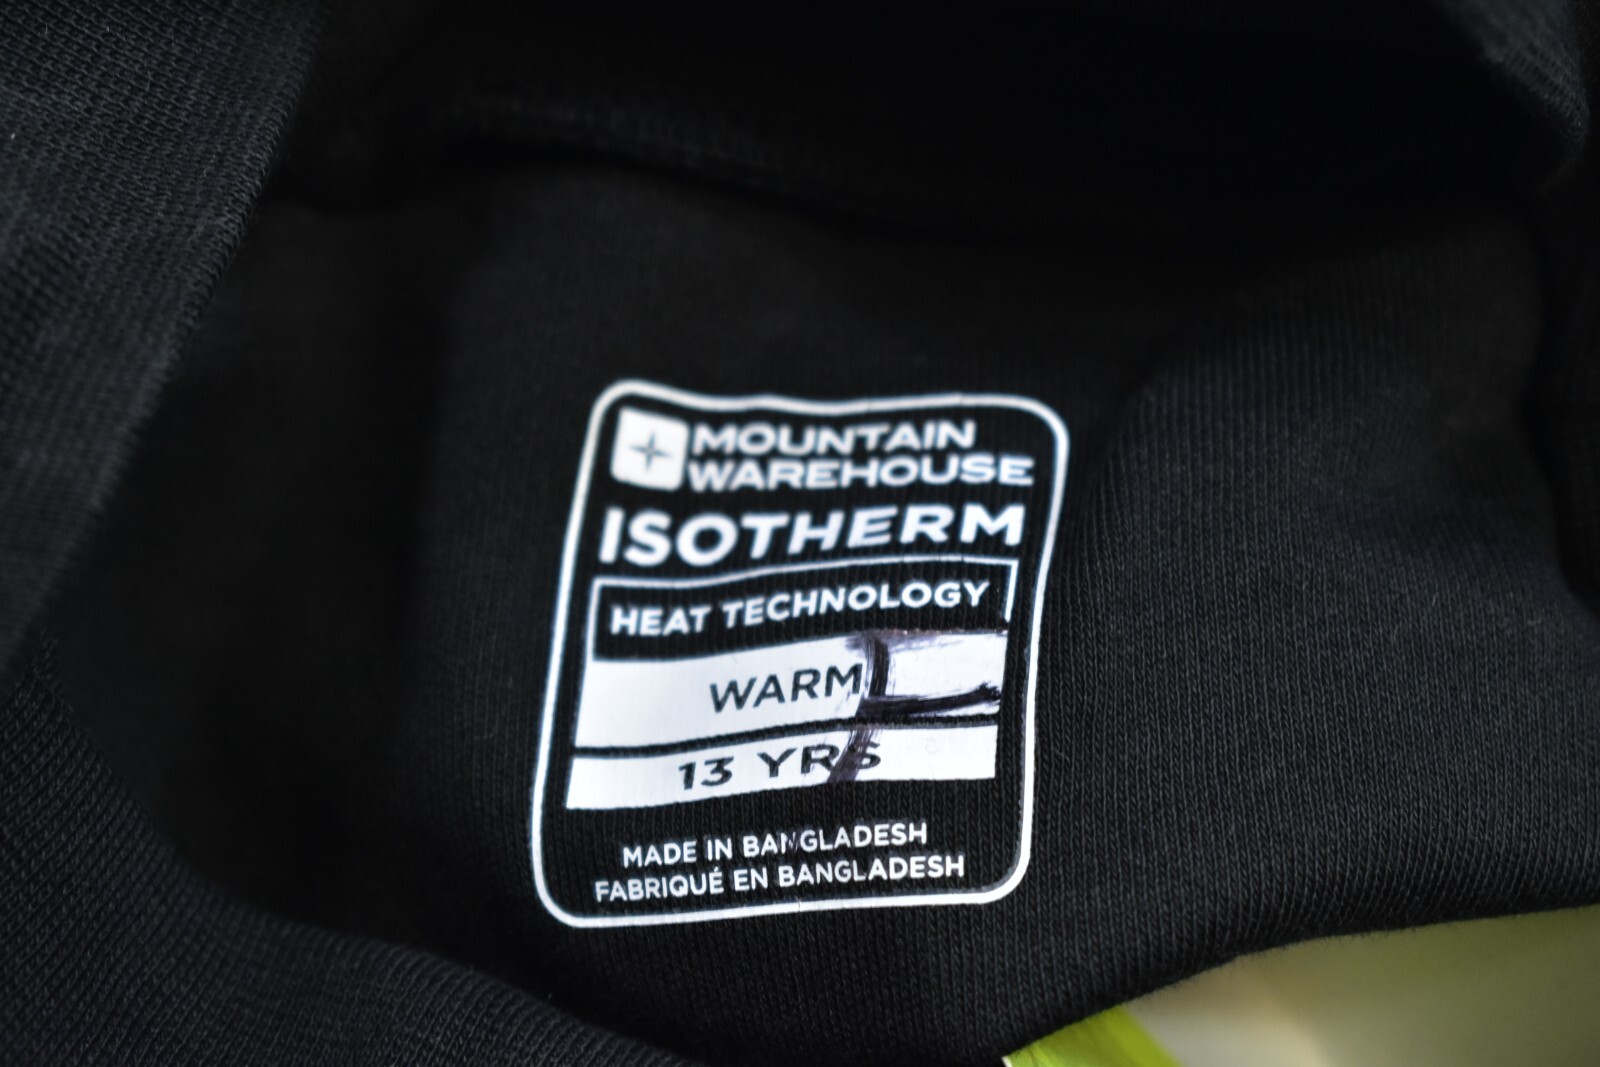 MOUNTAIN
WAREHOUSE
ISOTHERM
HEAT TECHNOLOGY
WARM
13 YRS
MADE IN BANGLADESH
FABRIQUÉ EN BANGLADESH